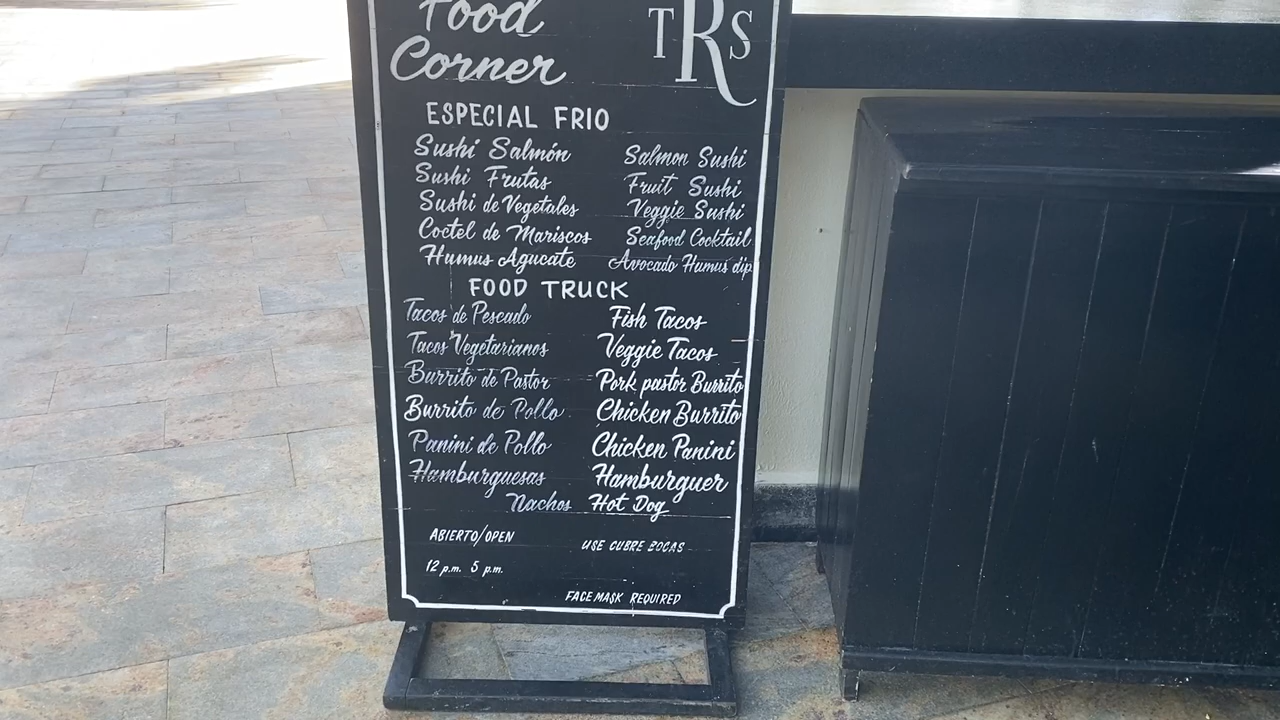 Food
Corner
TRS
ESPECIAL FRIO
Sushi Salmón Salmon Sushi
Sushi Frutas Fruit Sushi
Sushi de Vegetales Veggie Sushi
Coctel de Mariscos Seafood Cocktail
Humus Agucate Avocado Humus dip
FOOD TRUCK
Tacos de Pescado Fish Tacos
Tacos Vegetarianos Veggie Tacos
Burrito de Pastor Pork pastor Burrito
Burrito de Pollo Chicken Burrito
Panini de Pollo Chicken Panini
Hamburguesas Hamburguer
Nachos Hot Dog
ABIERTO/OPEN
12 p.m. 5 p.m.
USE CUBRE BOCAS
FACE MASK REQUIRED